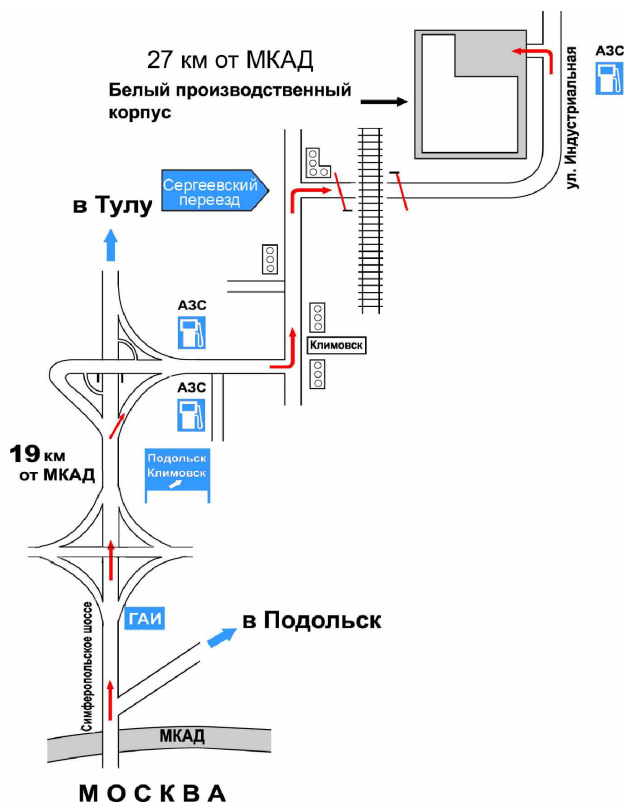 27 км от МКАД
Белый производственный
корпус
АЗС
ул. Индустриальная
Сергеевский
переезд
в Тулу
АЗС
Климовск
АЗС
19 км
от МКАД
Подольск
Климовск
ГАИ
в Подольск
Симферопольское шоссе
МКАД
МОСКВА